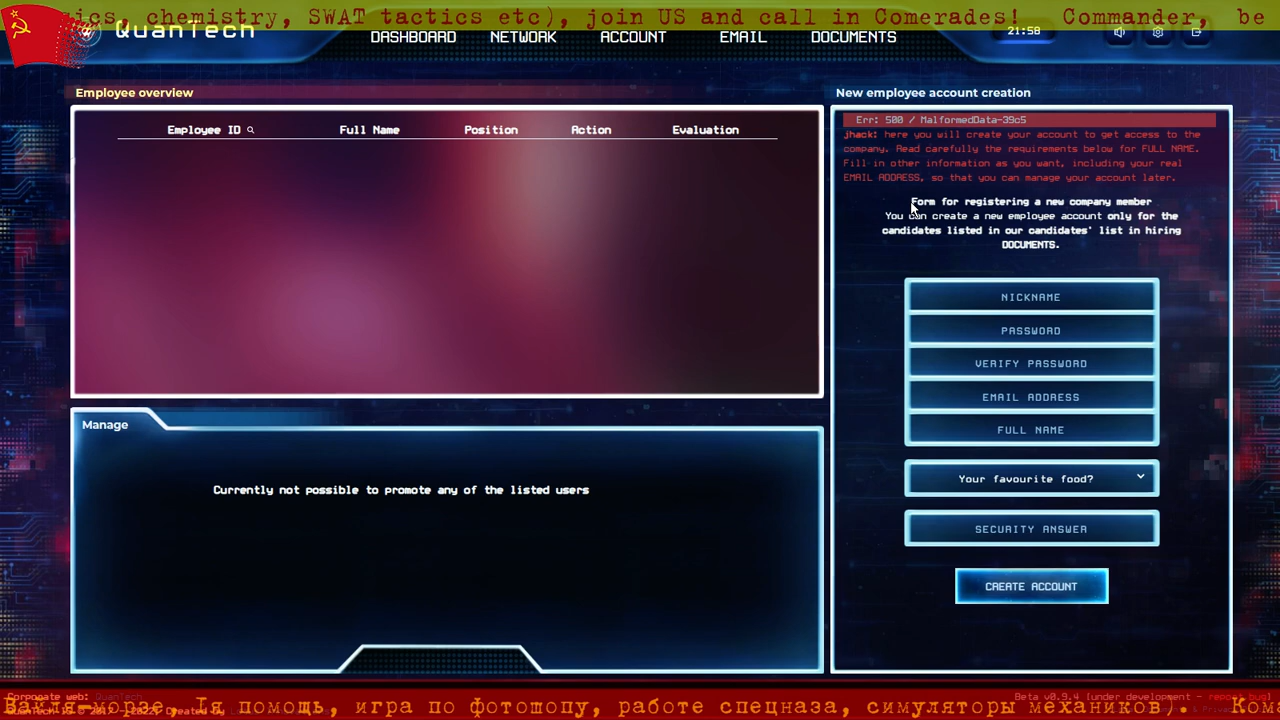 ics, chemistry, SWAT tactics etc), join US and call in Comerades! Commander, be
QuanTech
DASHBOARD NETWORK ACCOUNT EMAIL DOCUMENTS
21:58
Employee overview
Employee ID Full Name Position Action Evaluation
Manage
Currently not possible to promote any of the listed users
New employee account creation
Err: 500 / MalformedData-39c5
jhack: here you will create your account to get access to the
company. Read carefully the requirements below for FULL NAME.
Fill in other information as you want, including your real
EMAIL ADDRESS, so that you can manage your account later.
Form for registering a new company member
You can create a new employee account only for the
candidates listed in our candidates' list in hiring
DOCUMENTS.
NICKNAME
PASSWORD
VERIFY PASSWORD
EMAIL ADDRESS
FULL NAME
Your favourite food?
SECURITY ANSWER
CREATE ACCOUNT
Corporate web: QuanTech
Beta v0.9.4 [under development - report bug]
помощь, игра по фотошопу, работе спецназа, симуляторы механиков). Ком